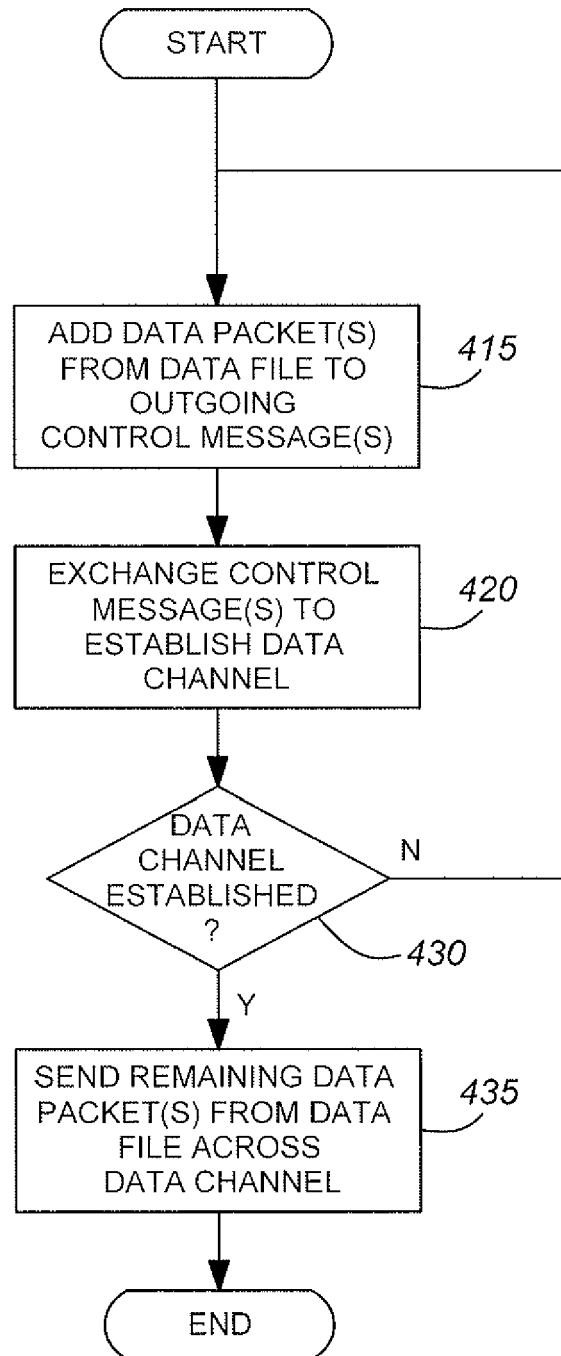 START
ADD DATA PACKET(S)
FROM DATA FILE TO
OUTGOING
CONTROL MESSAGE(S)
415
EXCHANGE CONTROL
MESSAGE(S) TO
ESTABLISH DATA
CHANNEL
420
DATA
CHANNEL
ESTABLISHED
?
N
430
Y
SEND REMAINING DATA
PACKET(S) FROM DATA
FILE ACROSS
DATA CHANNEL
435
END